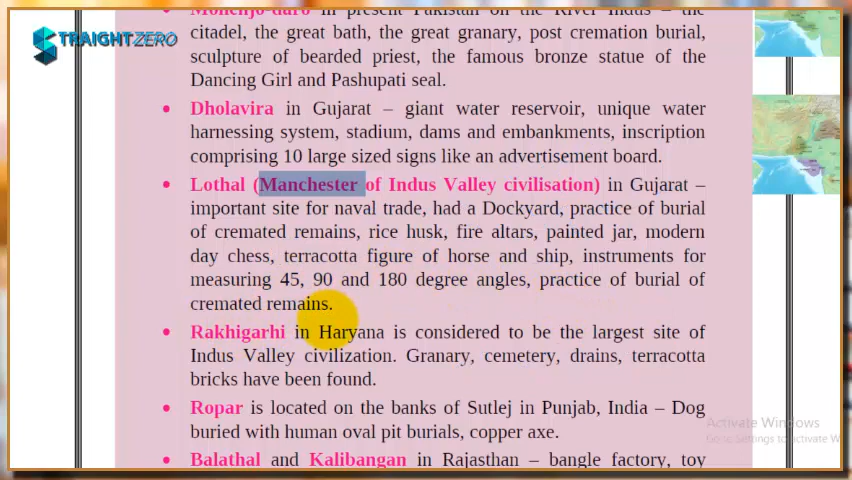 STRAIGHTZERO
Mohenjo-daro in present Pakistan on the River Indus – the
citadel, the great bath, the great granary, post cremation burial,
sculpture of bearded priest, the famous bronze statue of the
Dancing Girl and Pashupati seal.
• Dholavira in Gujarat – giant water reservoir, unique water
harnessing system, stadium, dams and embankments, inscription
comprising 10 large sized signs like an advertisement board.
• Lothal (Manchester of Indus Valley civilisation) in Gujarat –
important site for naval trade, had a Dockyard, practice of burial
of cremated remains, rice husk, fire altars, painted jar, modern
day chess, terracotta figure of horse and ship, instruments for
measuring 45, 90 and 180 degree angles, practice of burial of
cremated remains.
• Rakhigarhi in Haryana is considered to be the largest site of
Indus Valley civilization. Granary, cemetery, drains, terracotta
bricks have been found.
• Ropar is located on the banks of Sutlej in Punjab, India – Dog
buried with human oval pit burials, copper axe.
• Balathal and Kalibangan in Rajasthan – bangle factory, toy
Activate Windows
Go to Settings to activate W